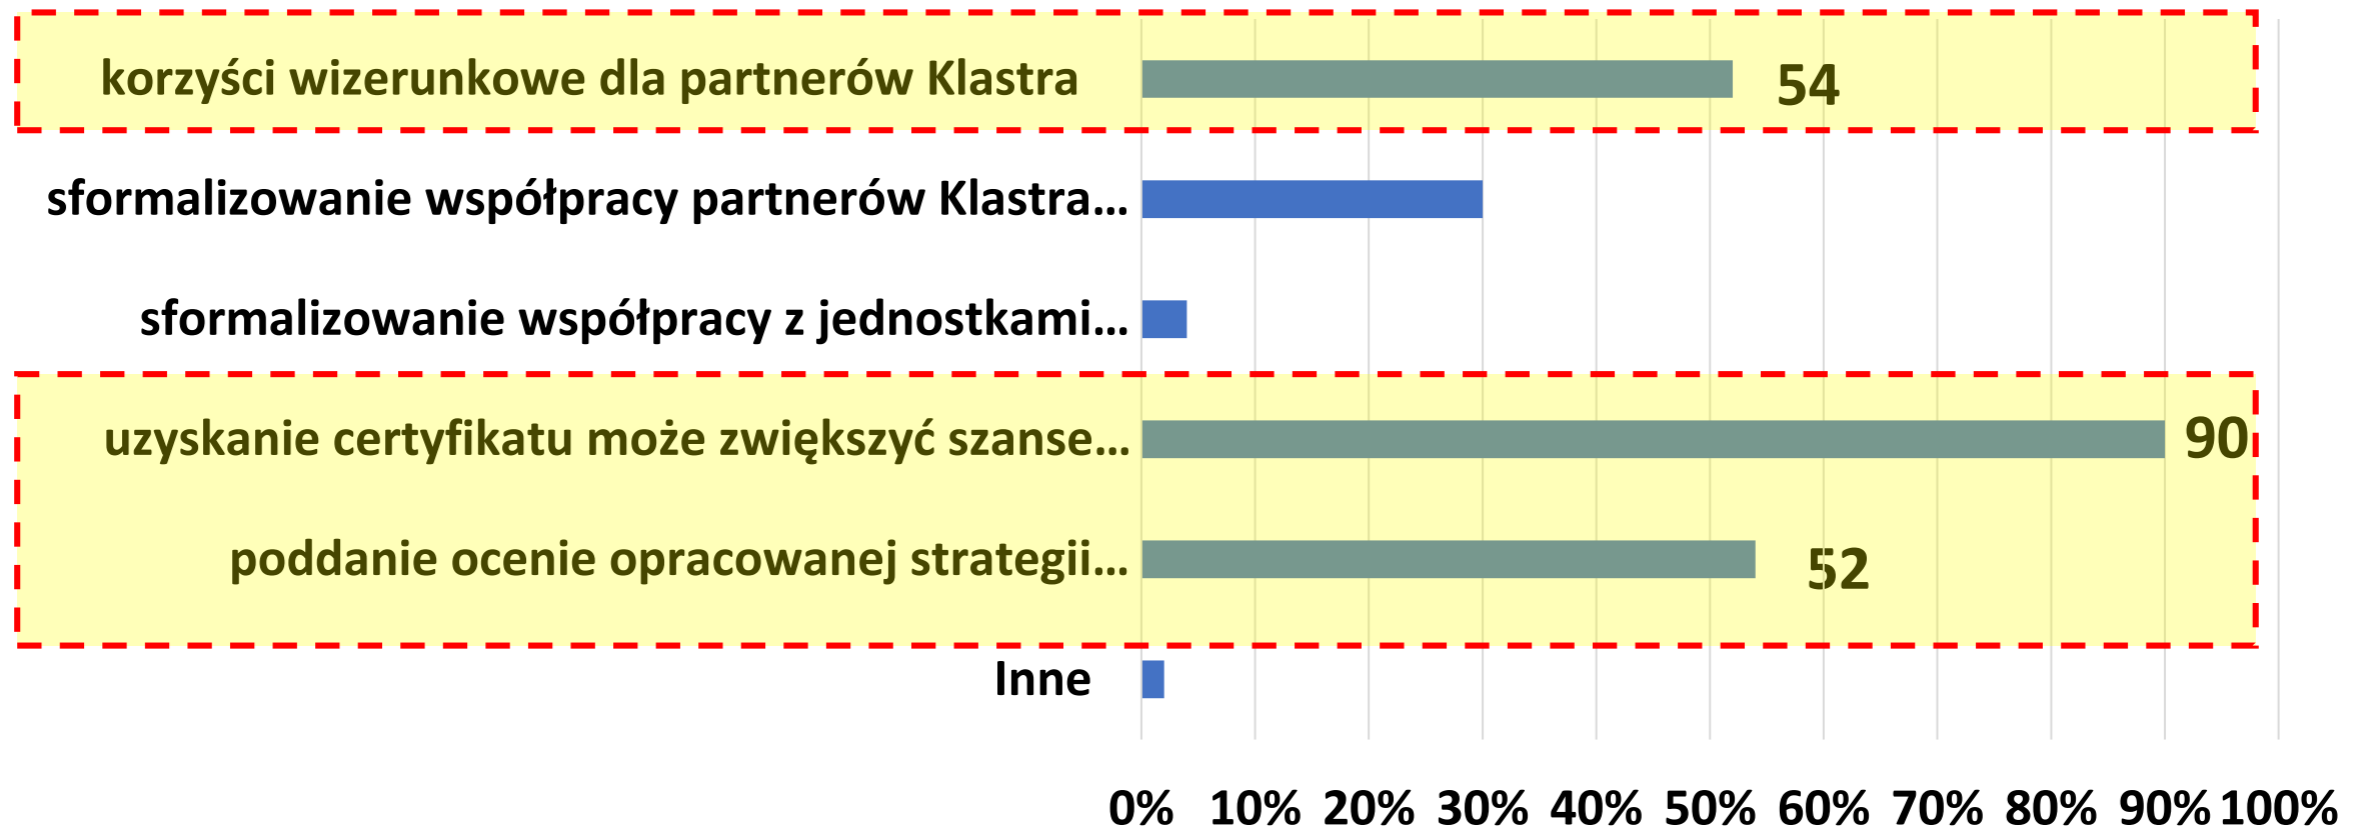 korzyści wizerunkowe dla partnerów Klastra
54
sformalizowanie współpracy partnerów Klastra...
sformalizowanie współpracy z jednostkami...
uzyskanie certyfikatu może zwiększyć szanse...
90
poddanie ocenie opracowanej strategii...
52
Inne
0% 10% 20% 30% 40% 50% 60% 70% 80% 90% 100%